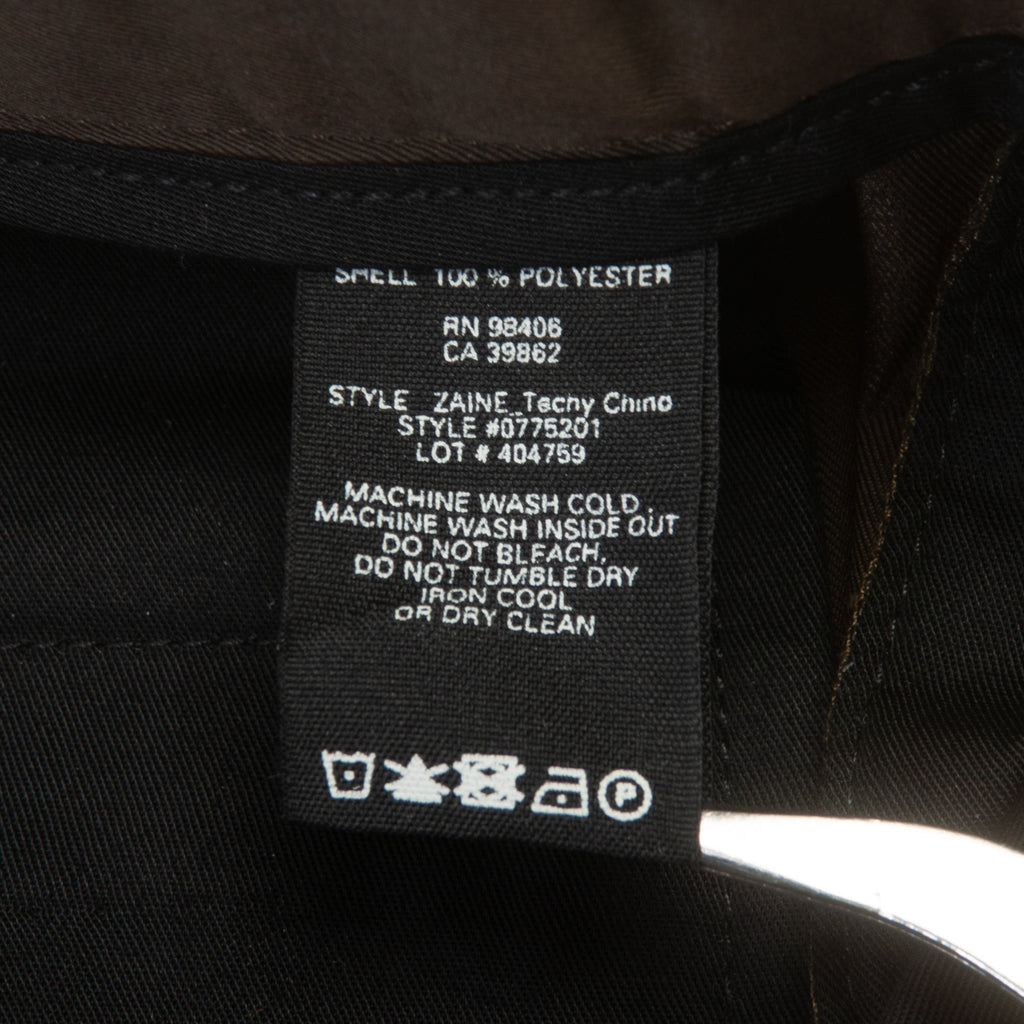 SHELL 100 % POLYESTER
RN 98406
CA 39862
STYLE ZAINE_Techy Chino
STYLE #0775201
LOT # 404759
MACHINE WASH COLD,
MACHINE WASH INSIDE OUT
DO NOT BLEACH,
DO NOT TUMBLE DRY
IRON COOL
OR DRY CLEAN
P